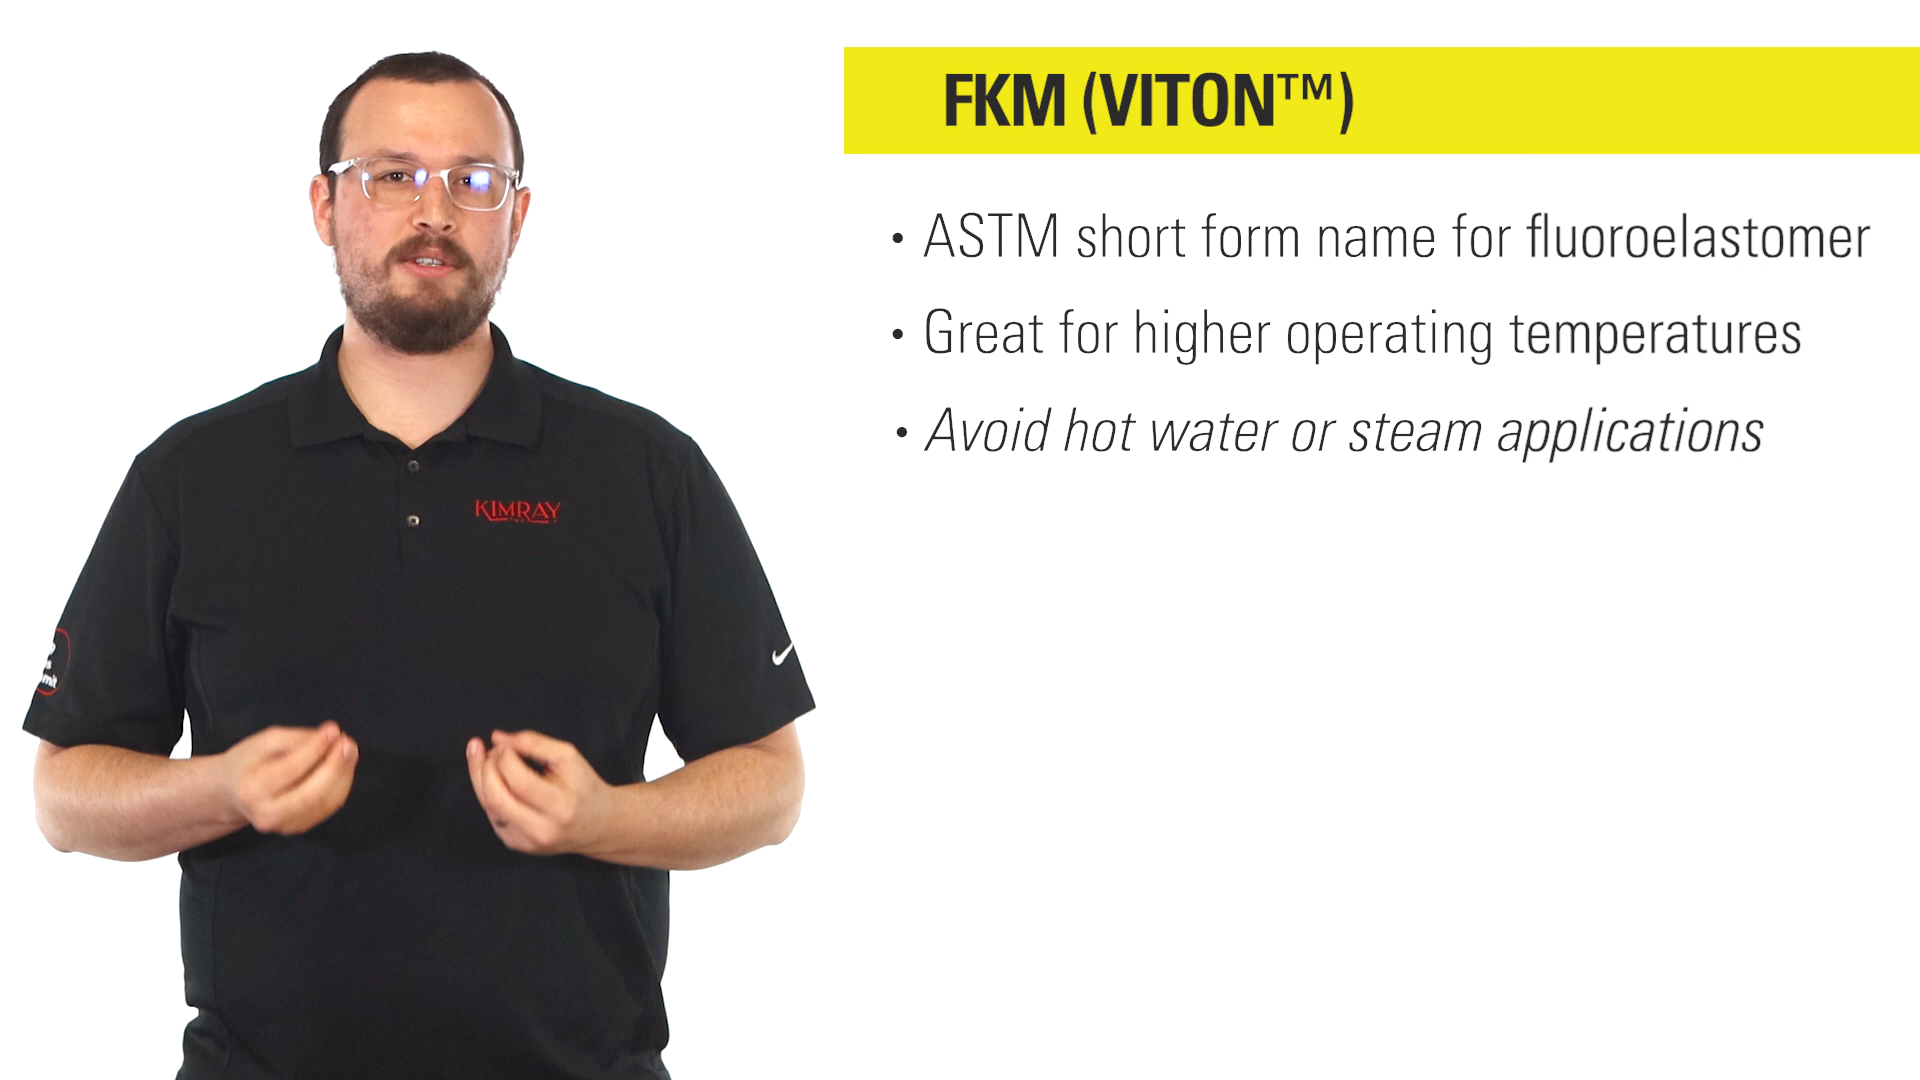 FKM (VITON™)
• ASTM short form name for fluoroelastomer
• Great for higher operating temperatures
• Avoid hot water or steam applications
KIMRAY